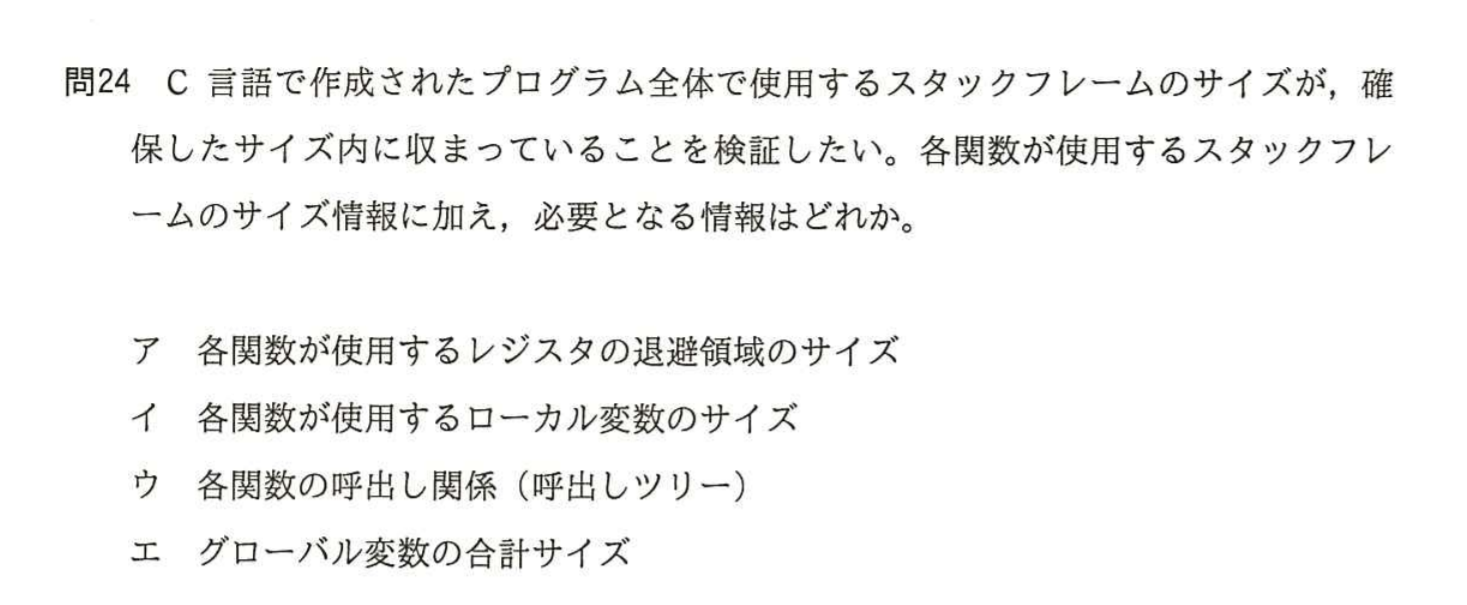 問24　C 言語で作成されたプログラム全体で使用するスタックフレームのサイズが，確
保したサイズ内に収まっていることを検証したい。各関数が使用するスタックフレ
ームのサイズ情報に加え，必要となる情報はどれか。
ア　各関数が使用するレジスタの退避領域のサイズ
イ　各関数が使用するローカル変数のサイズ
ウ　各関数の呼出し関係（呼出しツリー）
エ　グローバル変数の合計サイズ